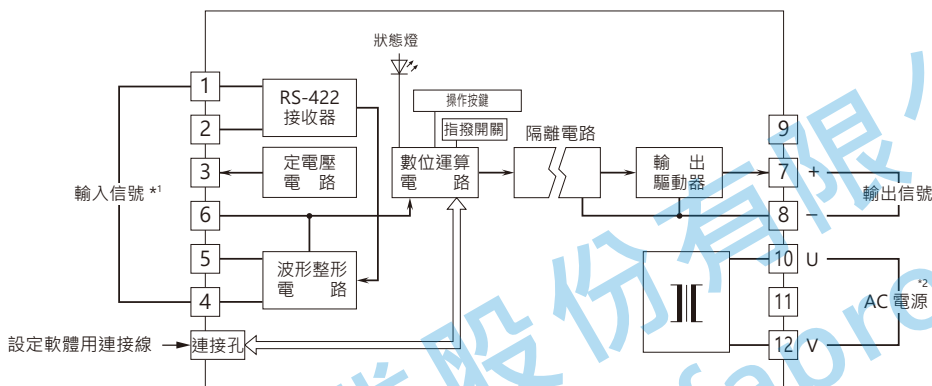 狀態燈
操作按鍵
指撥開關
1
2
3
6
5
4
RS-422
接收器
定電壓
電 路
波形整形
電 路
數位運算
電 路
隔離電路
輸 出
驅動器
9
7 +
8 −
10 U
11
12 V
輸入信號 *1
輸出信號
AC 電源 *2
設定軟體用連接線
連接孔
股份有限